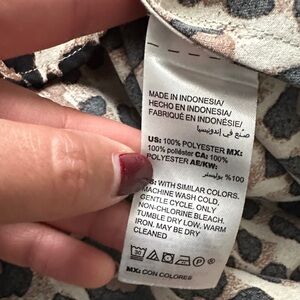 MADE IN INDONESIA/
HECHO EN INDONESIA/
FABRIQUÉ EN INDONÉSIE/
صنع في إندونيسيا
US: 100% POLYESTER MX:
100% poliéster CA: 100%
POLYESTER AE/KW:
100% بوليستر
WITH SIMILAR COLORS.
MACHINE WASH COLD,
GENTLE CYCLE. ONLY
NON-CHLORINE BLEACH.
TUMBLE DRY LOW. WARM
IRON. MAY BE DRY
CLEANED
30
P
MX: CON COLORES